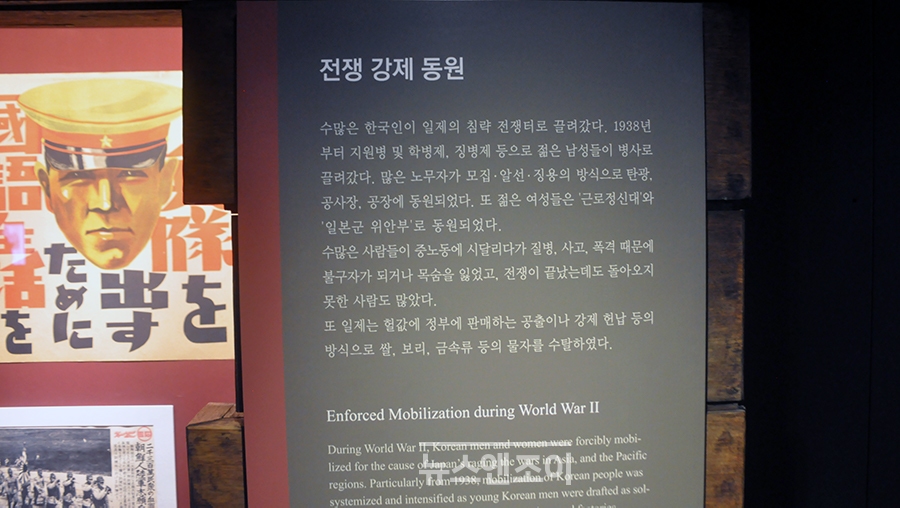 전쟁 강제 동원
수많은 한국인이 일제의 침략 전쟁터로 끌려갔다. 1938년
부터 지원병 및 학병제, 징병제 등으로 젊은 남성들이 병사로
끌려갔다. 많은 노무자가 모집·알선·징용의 방식으로 탄광,
공사장, 공장에 동원되었다. 또 젊은 여성들은 '근로정신대'와
'일본군 위안부'로 동원되었다.
수많은 사람들이 중노동에 시달리다가 질병, 사고, 폭격 때문에
불구자가 되거나 목숨을 잃었고, 전쟁이 끝났는데도 돌아오지
못한 사람도 많았다.
또 일제는 헐값에 정부에 판매하는 공출이나 강제 헌납 등의
방식으로 쌀, 보리, 금속류 등의 물자를 수탈하였다.
Enforced Mobilization during World War II
During World War II, Korean men and women were forcibly mobi-
lized for the cause of Japan's raging the wars in Asia, and the Pacific
regions. Particularly from 1938, mobilization of Korean people was
systemized and intensified as young Korean men were drafted as sol-
뉴스앤조이
隊
を
出す
ために
國語生活
を